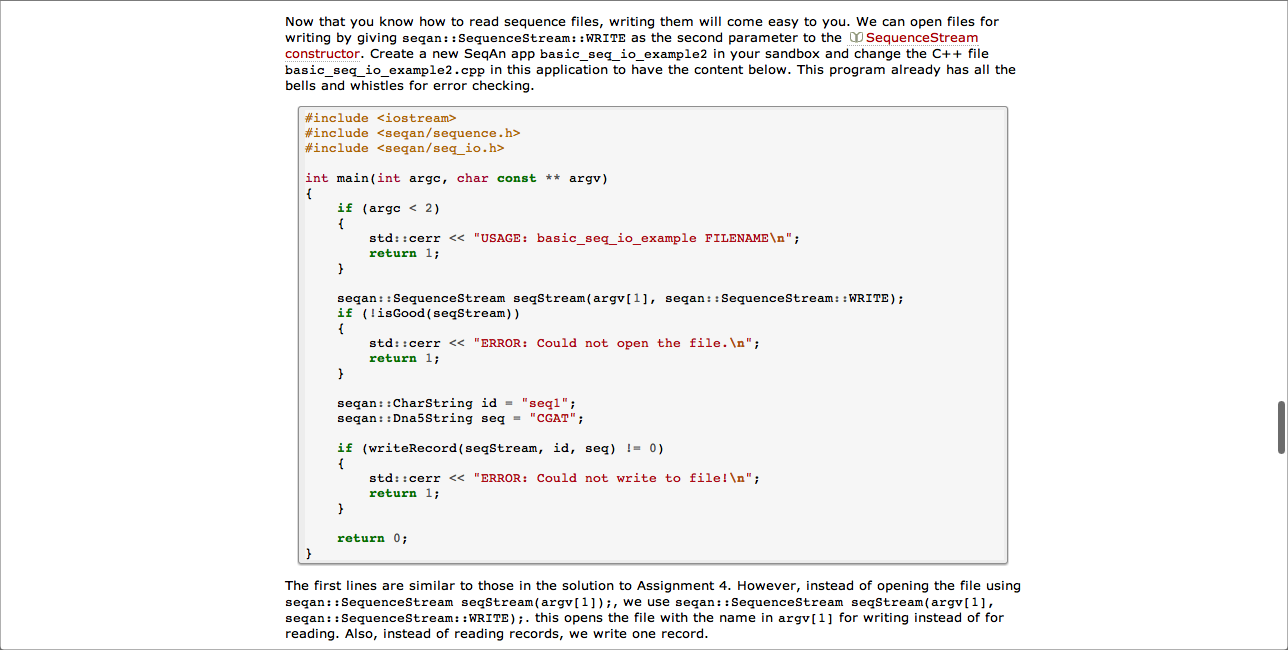 Now that you know how to read sequence files, writing them will come easy to you. We can open files for
writing by giving seqan::SequenceStream::WRITE as the second parameter to the SequenceStream
constructor. Create a new SeqAn app basic_seq_io_example2 in your sandbox and change the C++ file
basic_seq_io_example2.cpp in this application to have the content below. This program already has all the
bells and whistles for error checking.
#include <iostream>
#include <seqan/sequence.h>
#include <seqan/seq_io.h>
int main(int argc, char const ** argv)
{
if (argc < 2)
{
std::cerr << "USAGE: basic_seq_io_example FILENAME\n";
return 1;
}
seqan::SequenceStream seqStream(argv[1], seqan::SequenceStream::WRITE);
if (!isGood(seqStream))
{
std::cerr << "ERROR: Could not open the file.\n";
return 1;
}
seqan::CharString id = "seq1";
seqan::Dna5String seq = "CGAT";
if (writeRecord(seqStream, id, seq) != 0)
{
std::cerr << "ERROR: Could not write to file!\n";
return 1;
}
return 0;
}
The first lines are similar to those in the solution to Assignment 4. However, instead of opening the file using
seqan::SequenceStream seqStream(argv[1]);, we use seqan::SequenceStream seqStream(argv[1],
seqan::SequenceStream::WRITE);. this opens the file with the name in argv[1] for writing instead of for
reading. Also, instead of reading records, we write one record.